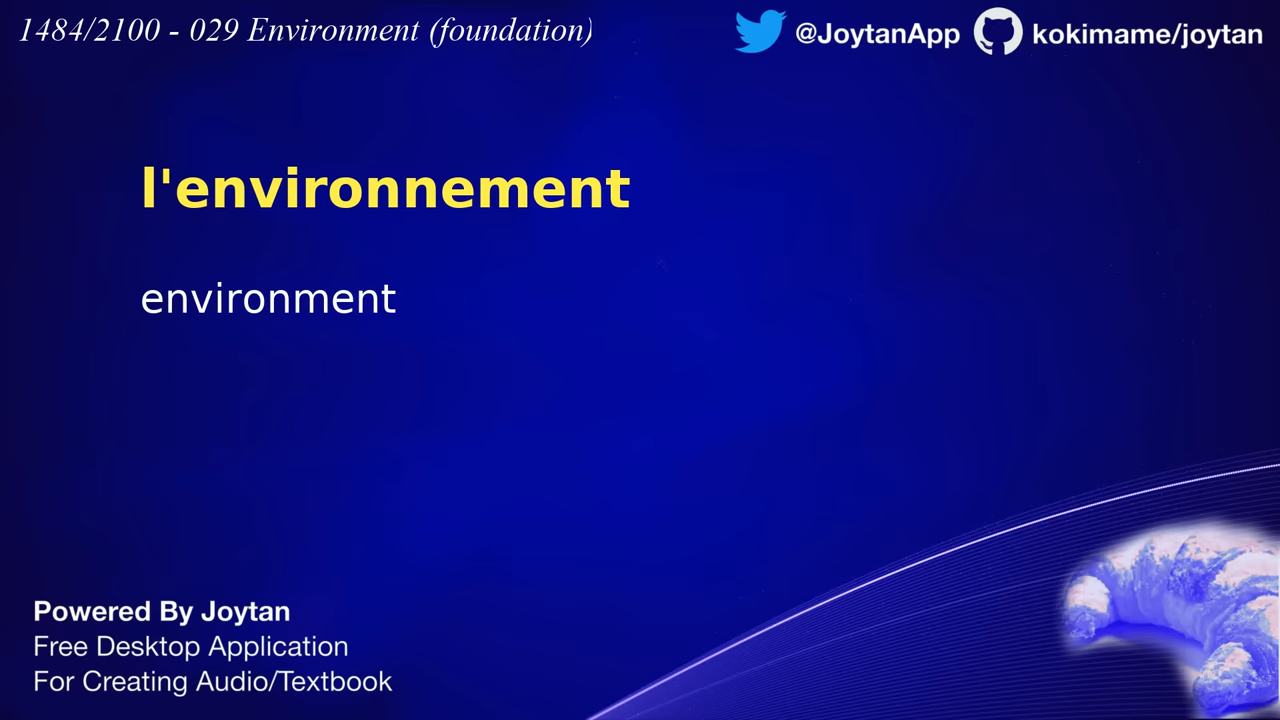 1484/2100 - 029 Environment (foundation)
@JoytanApp
kokimame/joytan
l'environnement
environment
Powered By Joytan
Free Desktop Application
For Creating Audio/Textbook